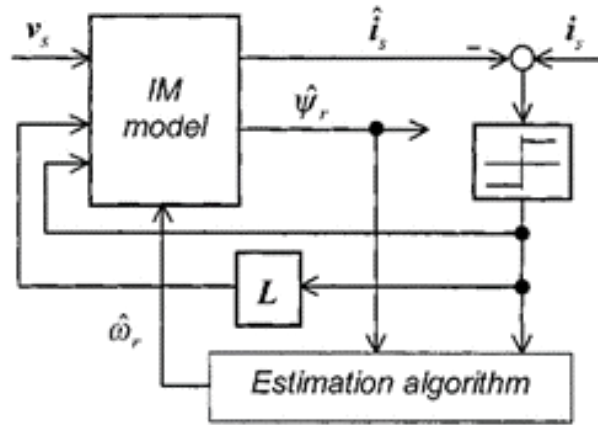 v_s
î_s
-
i_s
IM
model
ψ̂_r
L
ω̂_r
Estimation algorithm